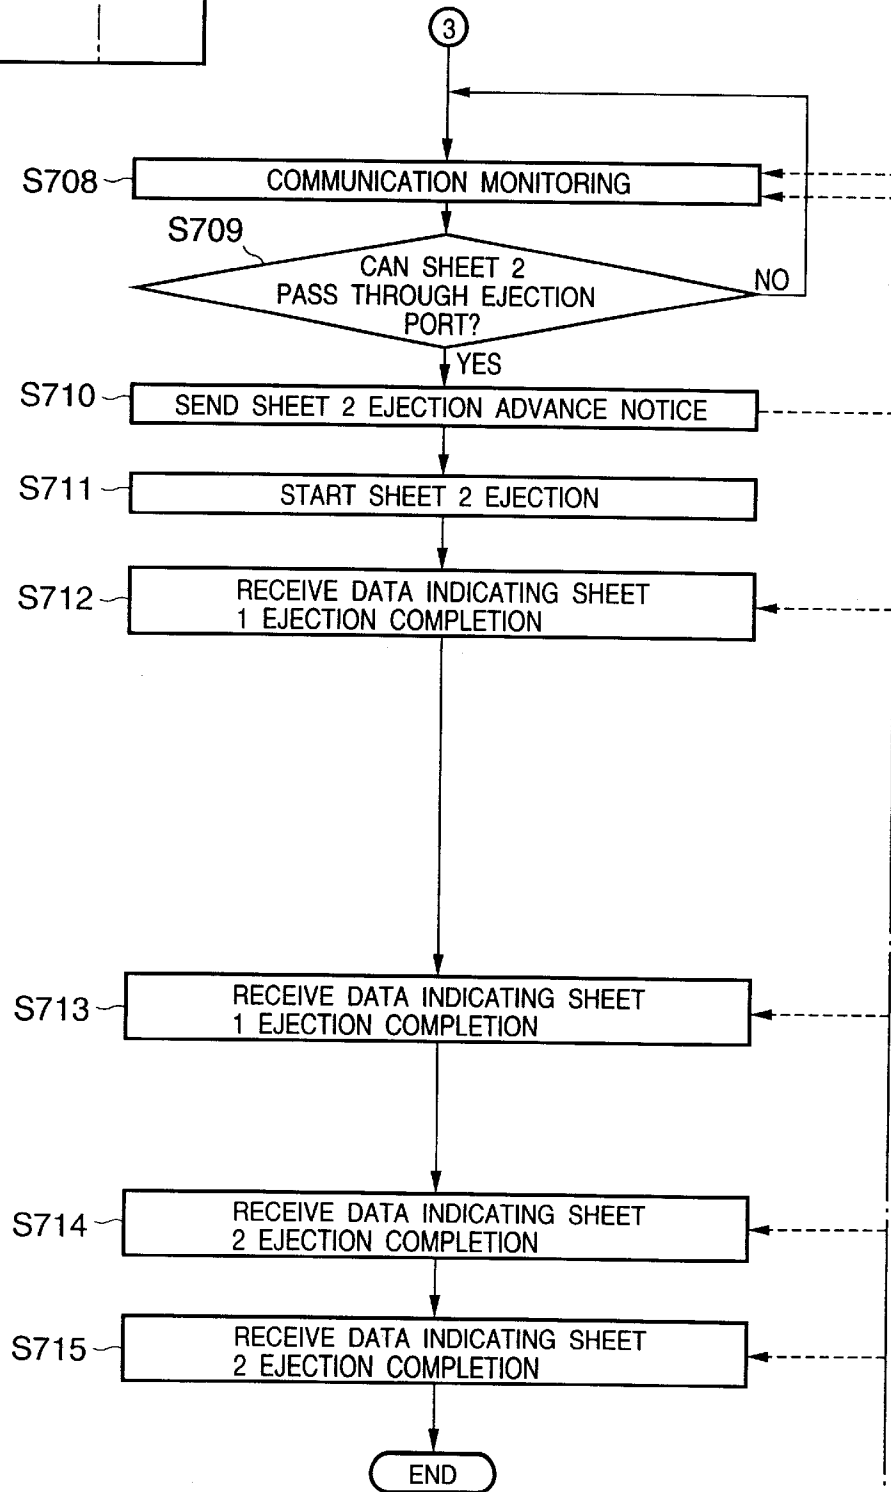 3
S708
COMMUNICATION MONITORING
S709
CAN SHEET 2
PASS THROUGH EJECTION
PORT?
NO
YES
S710
SEND SHEET 2 EJECTION ADVANCE NOTICE
S711
START SHEET 2 EJECTION
S712
RECEIVE DATA INDICATING SHEET
1 EJECTION COMPLETION
S713
RECEIVE DATA INDICATING SHEET
1 EJECTION COMPLETION
S714
RECEIVE DATA INDICATING SHEET
2 EJECTION COMPLETION
S715
RECEIVE DATA INDICATING SHEET
2 EJECTION COMPLETION
END